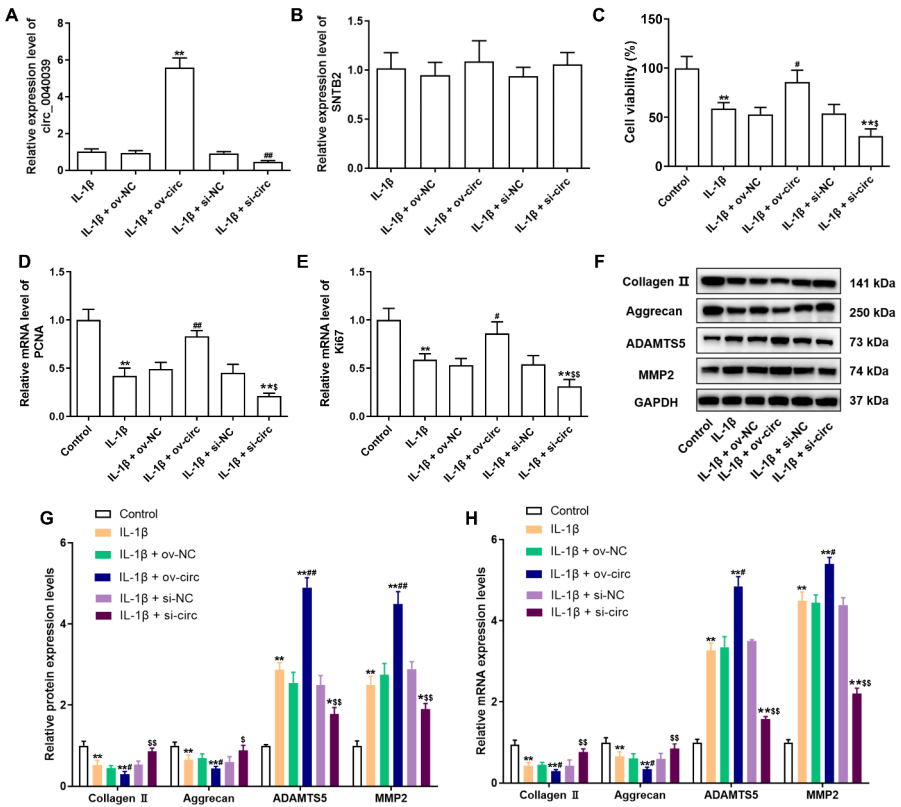 A
Relative expression level of
circ_0040039
8
6
4
2
0
**
##
IL-1β
IL-1β + ov-NC
IL-1β + ov-circ
IL-1β + si-NC
IL-1β + si-circ
B
Relative expression level of
SNTB2
1.5
1.0
0.5
0.0
IL-1β
IL-1β + ov-NC
IL-1β + ov-circ
IL-1β + si-NC
IL-1β + si-circ
C
Cell viability (%)
150
100
50
0
**
#
**$
Control
IL-1β
IL-1β + ov-NC
IL-1β + ov-circ
IL-1β + si-NC
IL-1β + si-circ
D
Relative mRNA level of
PCNA
1.5
1.0
0.5
0.0
**
##
**$
Control
IL-1β
IL-1β + ov-NC
IL-1β + ov-circ
IL-1β + si-NC
IL-1β + si-circ
E
Relative mRNA level of
Ki67
1.5
1.0
0.5
0.0
**
#
**$$
Control
IL-1β
IL-1β + ov-NC
IL-1β + ov-circ
IL-1β + si-NC
IL-1β + si-circ
F
Collagen Ⅱ 141 kDa
Aggrecan 250 kDa
ADAMTS5 73 kDa
MMP2 74 kDa
GAPDH 37 kDa
Control
IL-1β
IL-1β + ov-NC
IL-1β + ov-circ
IL-1β + si-NC
IL-1β + si-circ
G
Control
IL-1β
IL-1β + ov-NC
IL-1β + ov-circ
IL-1β + si-NC
IL-1β + si-circ
Relative protein expression levels
6
4
2
1
0
**
**#
$$
**
**#
$
**
**##
*$$
**
**##
*$$
Collagen Ⅱ
Aggrecan
ADAMTS5
MMP2
H
Control
IL-1β
IL-1β + ov-NC
IL-1β + ov-circ
IL-1β + si-NC
IL-1β + si-circ
Relative mRNA expression levels
6
4
2
1
0
**
**#
$$
**
**#
$$
**
**#
**$$
**
**#
**$$
Collagen Ⅱ
Aggrecan
ADAMTS5
MMP2